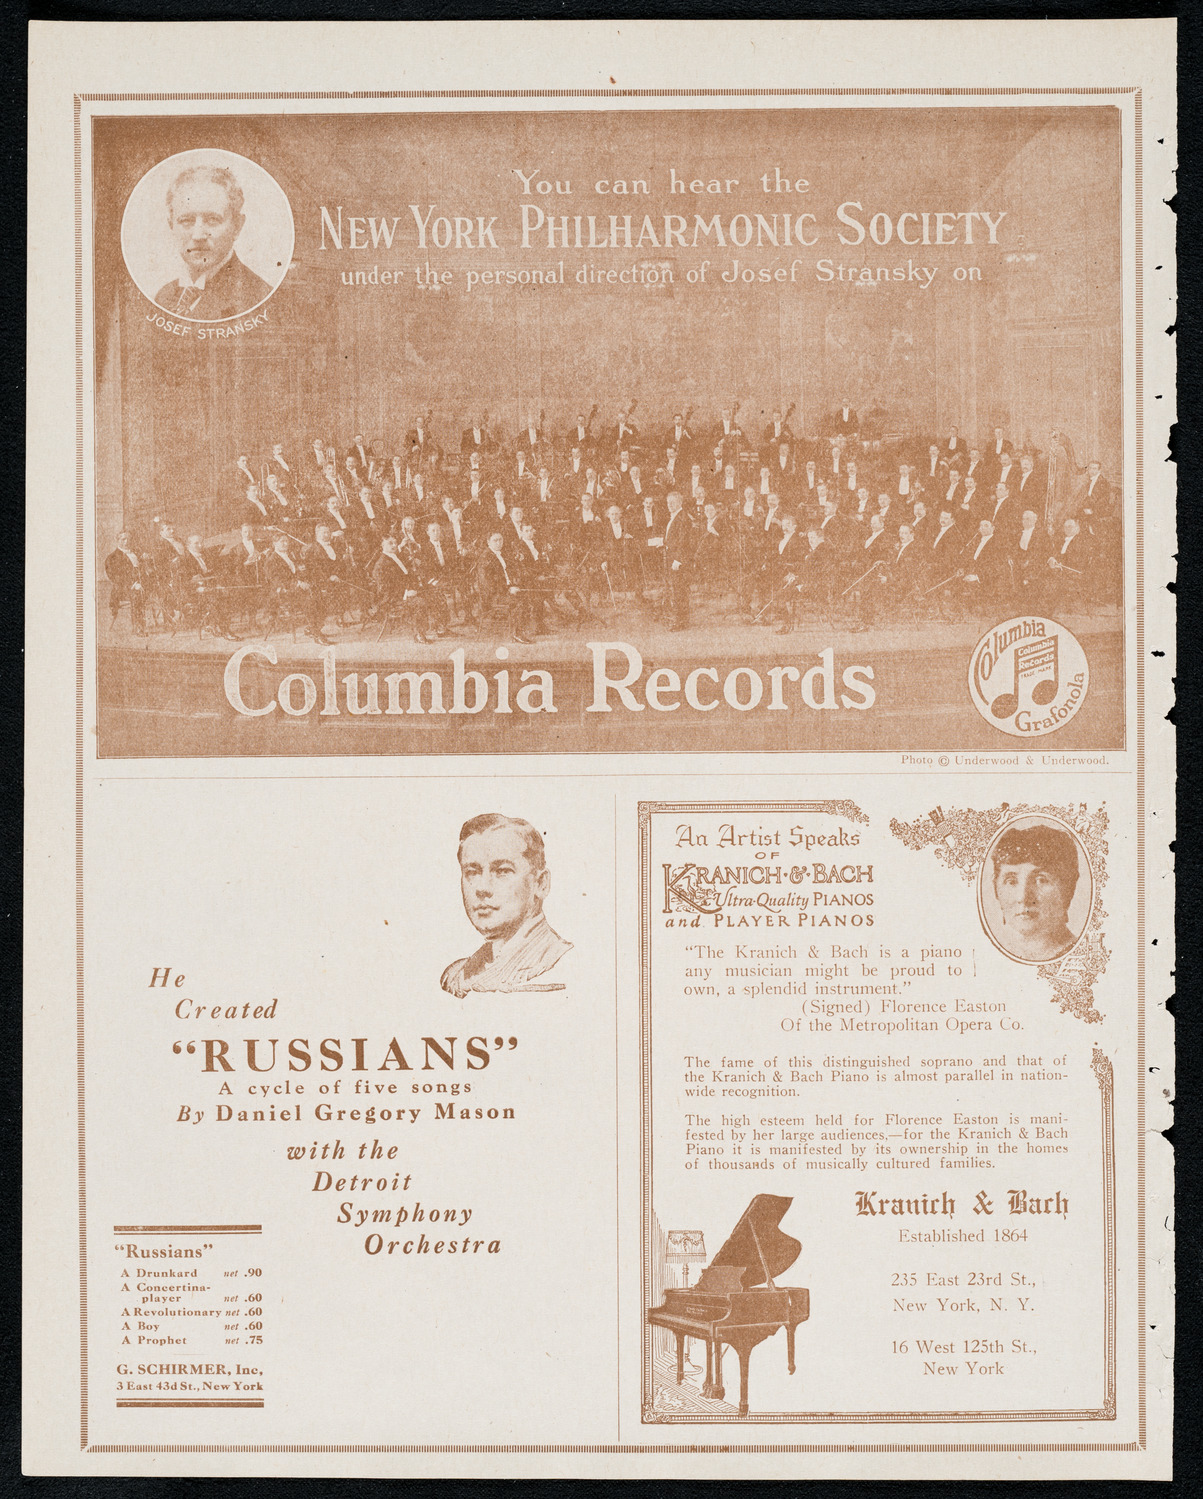 You can hear the
NEW YORK PHILHARMONIC SOCIETY
under the personal direction of Josef Stransky on
JOSEF STRANSKY
Columbia Records
Columbia
Columbia
Records
TRADE MARK
Grafonola
Photo © Underwood & Underwood.
He
Created
“RUSSIANS”
A cycle of five songs
By Daniel Gregory Mason
with the
Detroit
Symphony
Orchestra
“Russians”
A Drunkard net .90
A Concertina-
player net .60
A Revolutionary net .60
A Boy net .60
A Prophet net .75
G. SCHIRMER, Inc,
3 East 43d St., New York
An Artist Speaks
OF
KRANICH·&·BACH
Ultra-Quality PIANOS
and PLAYER PIANOS
“The Kranich & Bach is a piano
any musician might be proud to
own, a splendid instrument.”
(Signed) Florence Easton
Of the Metropolitan Opera Co.
The fame of this distinguished soprano and that of
the Kranich & Bach Piano is almost parallel in nation-
wide recognition.
The high esteem held for Florence Easton is mani-
fested by her large audiences,—for the Kranich & Bach
Piano it is manifested by its ownership in the homes
of thousands of musically cultured families.
Kranich & Bach
Established 1864
235 East 23rd St.,
New York, N. Y.
16 West 125th St.,
New York